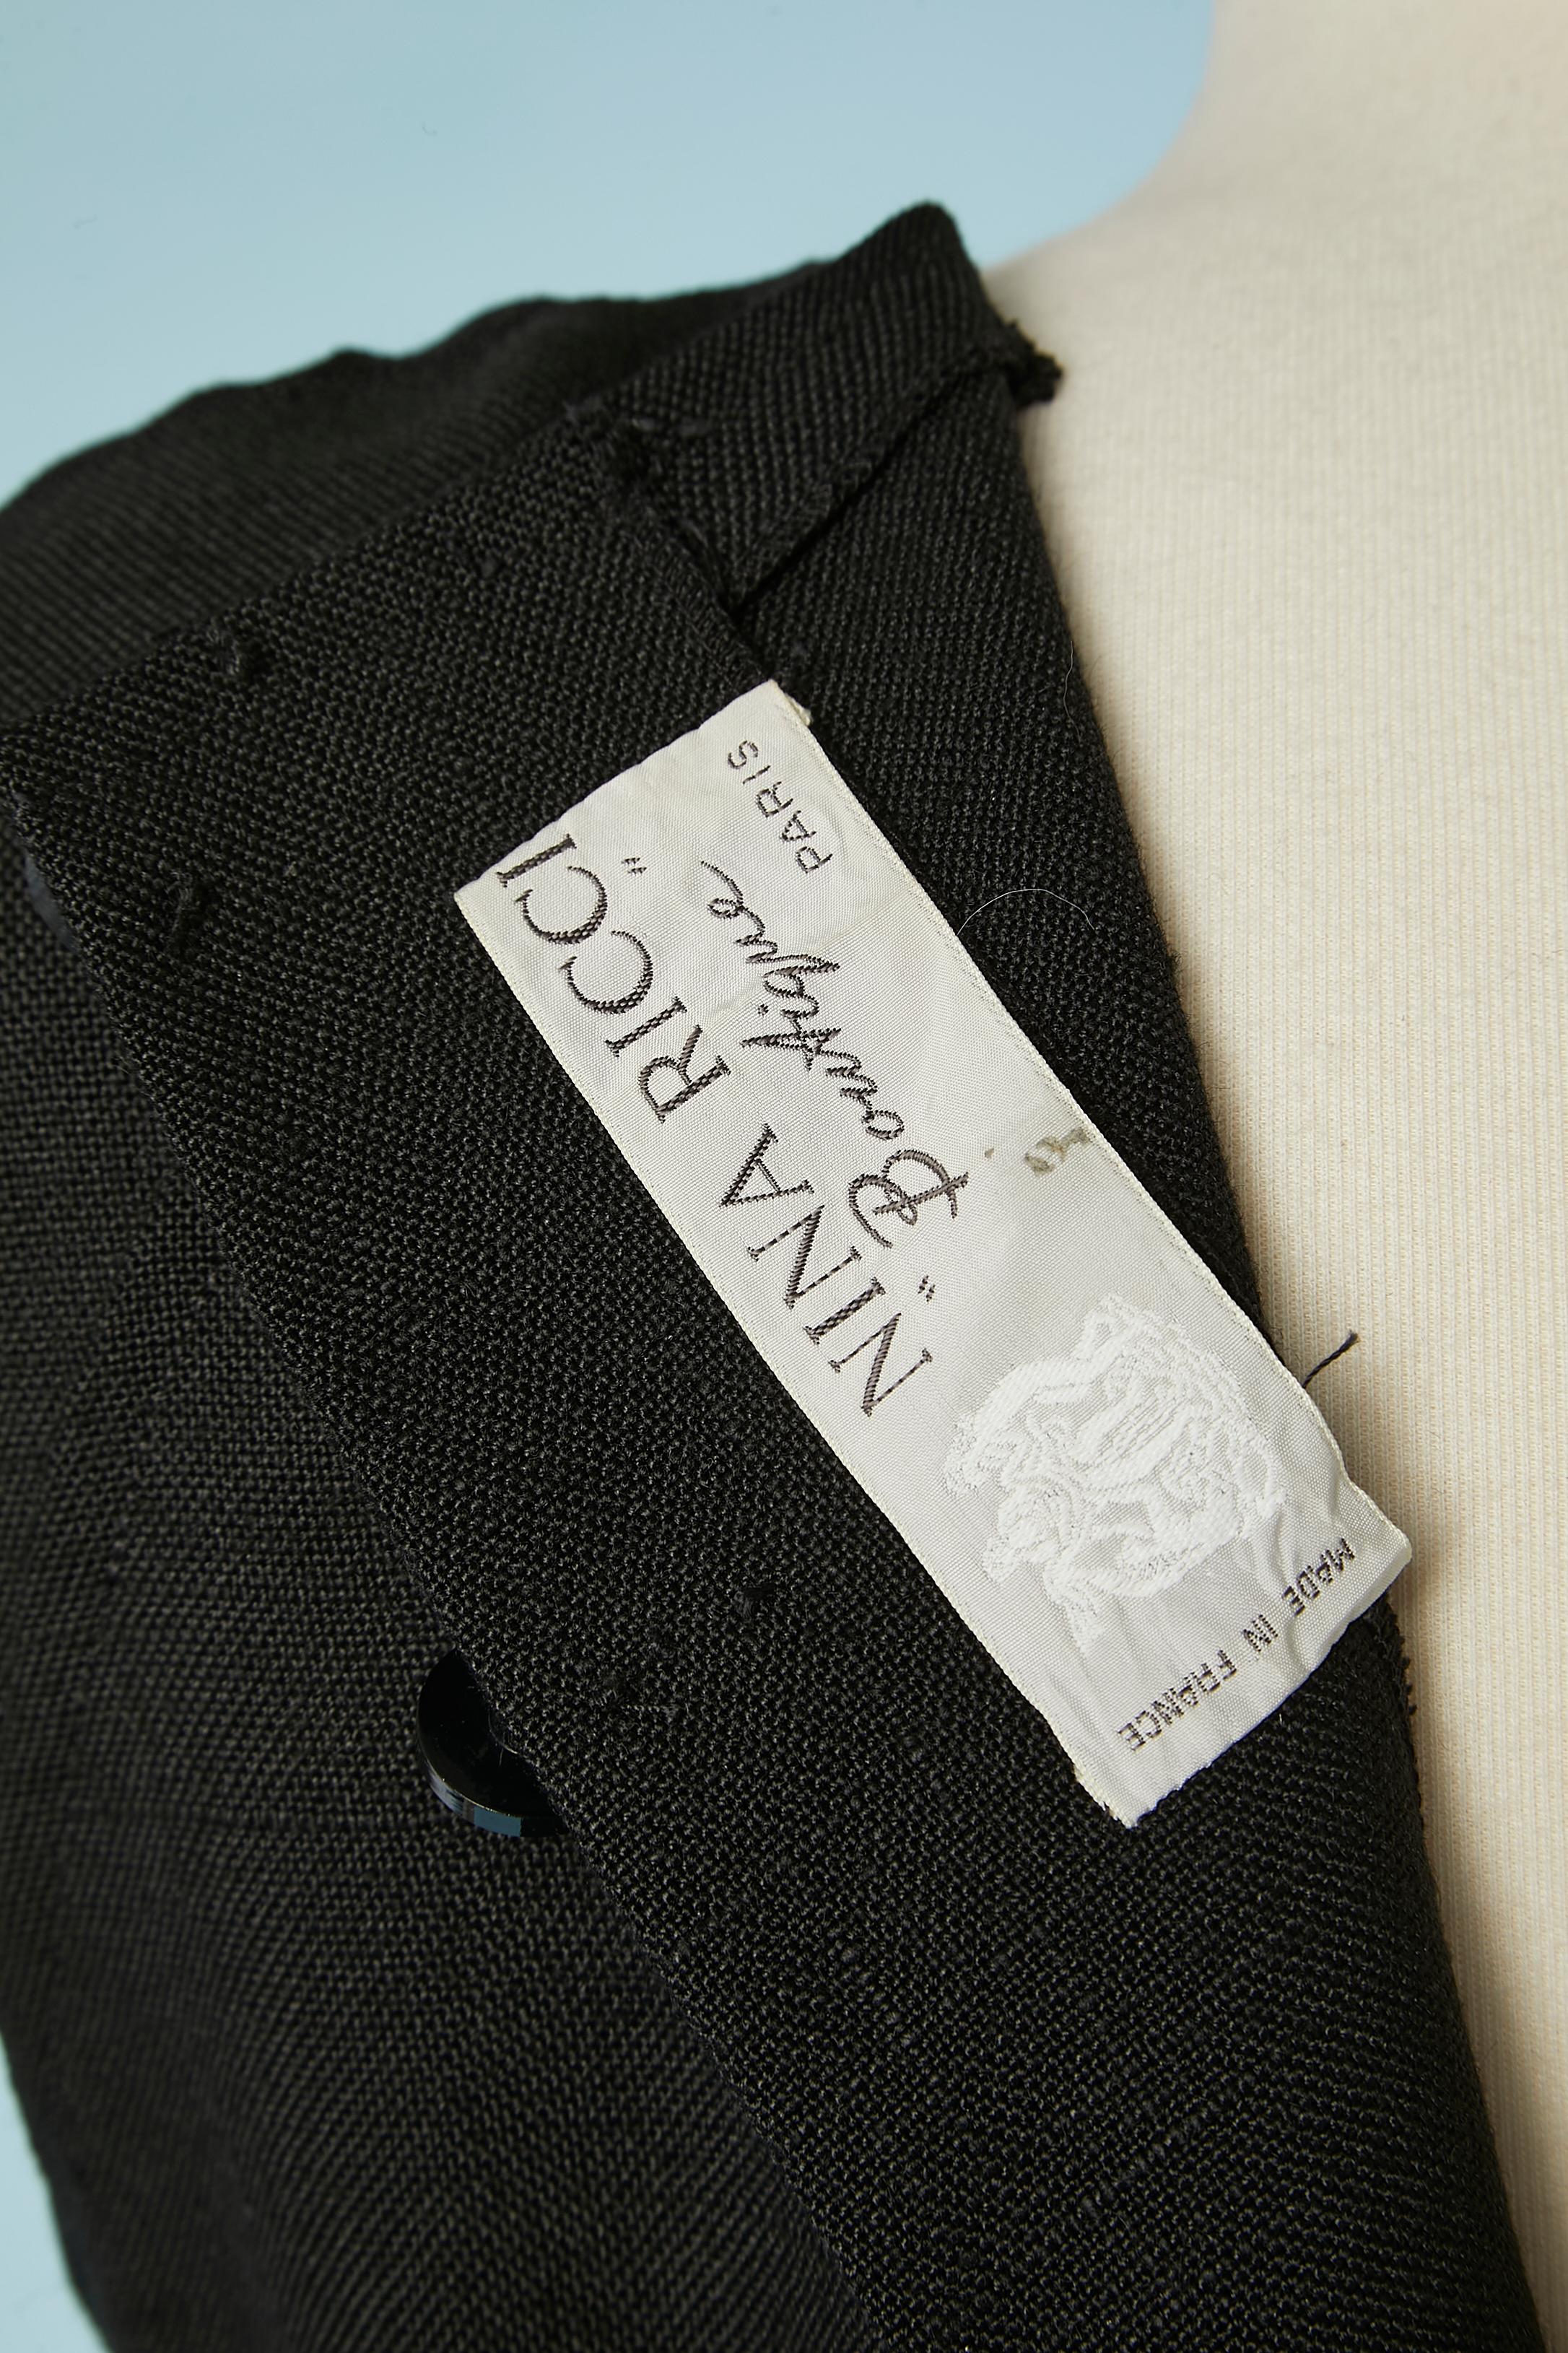 NINA RICCI
"Boutique"
PARIS
MADE IN FRANCE